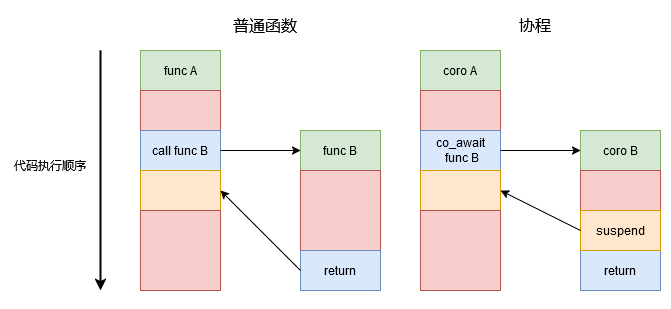 普通函数
协程
func A
coro A
call func B
func B
co_await
func B
coro B
代码执行顺序
suspend
return
return